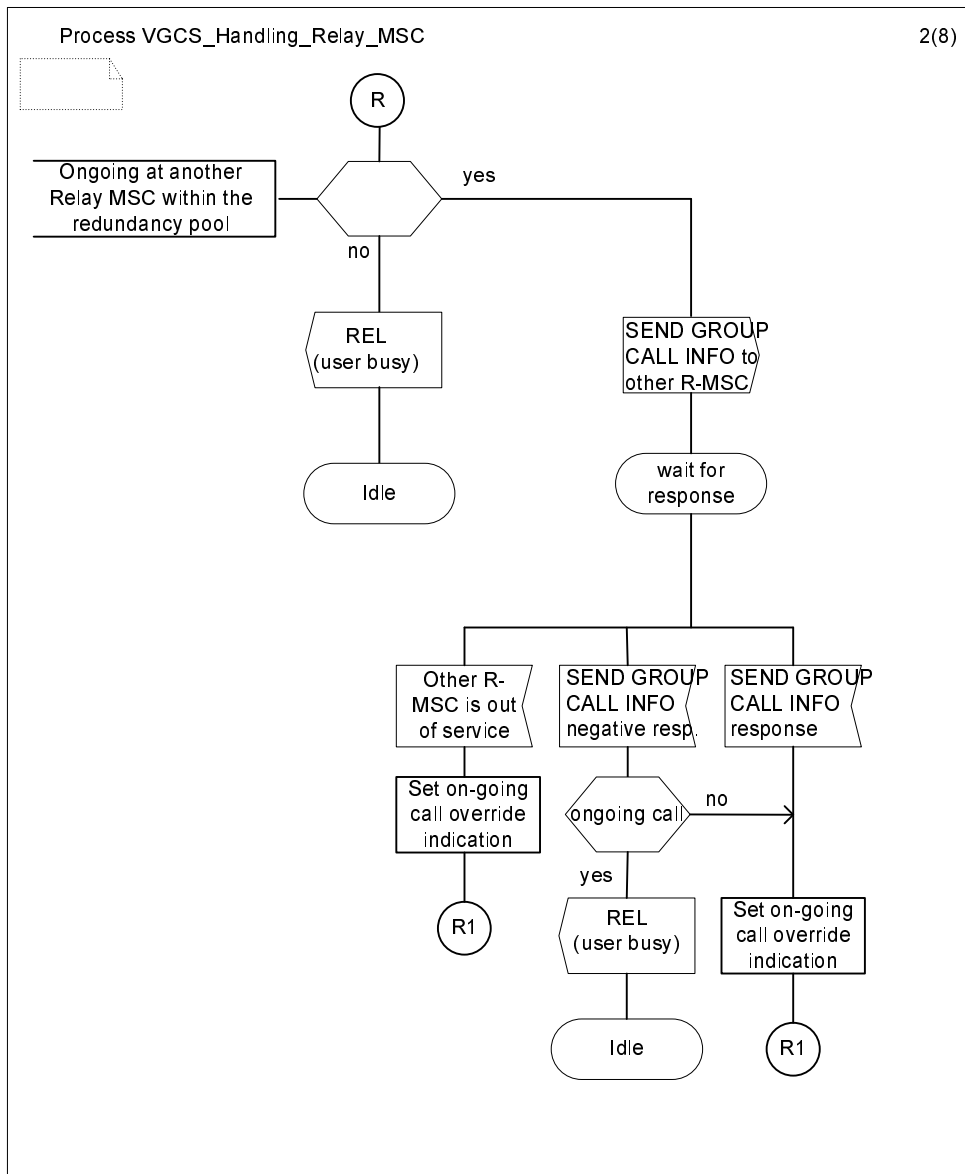 Process VGCS_Handling_Relay_MSC
2(8)
R
Ongoing at another
Relay MSC within the
redundancy pool
yes
no
REL
(user busy)
SEND GROUP
CALL INFO to
other R-MSC
Idle
wait for
response
Other R-
MSC is out
of service
SEND GROUP
CALL INFO
negative resp.
SEND GROUP
CALL INFO
response
Set on-going
call override
indication
ongoing call
no
yes
R1
REL
(user busy)
Set on-going
call override
indication
Idle
R1